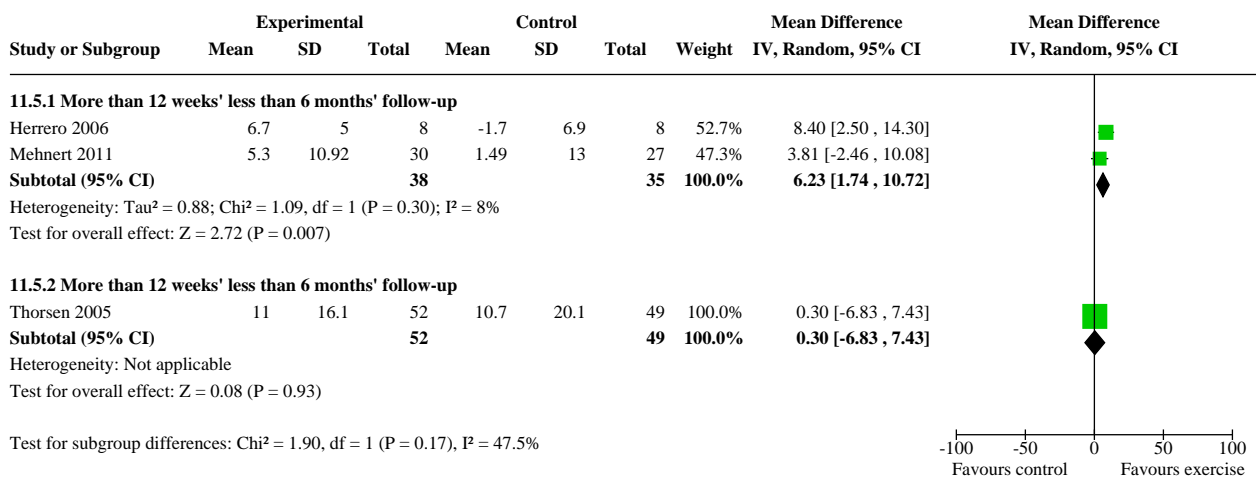 Experimental Control Mean Difference Mean Difference
Study or Subgroup Mean SD Total Mean SD Total Weight IV, Random, 95% CI IV, Random, 95% CI
11.5.1 More than 12 weeks' less than 6 months' follow-up
Herrero 2006 6.7 5 8 -1.7 6.9 8 52.7% 8.40 [2.50 , 14.30]
Mehnert 2011 5.3 10.92 30 1.49 13 27 47.3% 3.81 [-2.46 , 10.08]
Subtotal (95% CI) 38 35 100.0% 6.23 [1.74 , 10.72]
Heterogeneity: Tau² = 0.88; Chi² = 1.09, df = 1 (P = 0.30); I² = 8%
Test for overall effect: Z = 2.72 (P = 0.007)
11.5.2 More than 12 weeks' less than 6 months' follow-up
Thorsen 2005 11 16.1 52 10.7 20.1 49 100.0% 0.30 [-6.83 , 7.43]
Subtotal (95% CI) 52 49 100.0% 0.30 [-6.83 , 7.43]
Heterogeneity: Not applicable
Test for overall effect: Z = 0.08 (P = 0.93)
Test for subgroup differences: Chi² = 1.90, df = 1 (P = 0.17), I² = 47.5%
-100 -50 0 50 100
Favours control Favours exercise